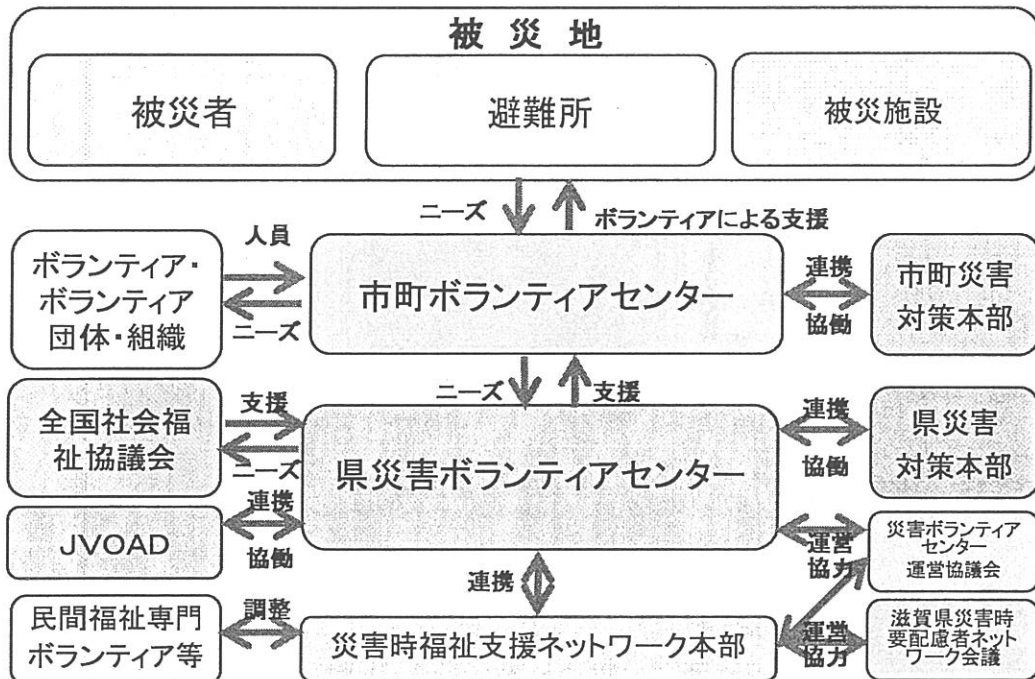 被災地
被災者
避難所
被災施設
ニーズ
ボランティアによる支援
ボランティア・
ボランティア
団体・組織
人員
ニーズ
市町ボランティアセンター
連携
協働
市町災害
対策本部
ニーズ
支援
全国社会福
祉協議会
支援
ニーズ
県災害ボランティアセンター
連携
協働
県災害
対策本部
JVOAD
連携
協働
運営
協力
災害ボランティア
センター
運営協議会
連携
民間福祉専門
ボランティア等
調整
災害時福祉支援ネットワーク本部
運営
協力
滋賀県災害時
要配慮者ネット
ワーク会議